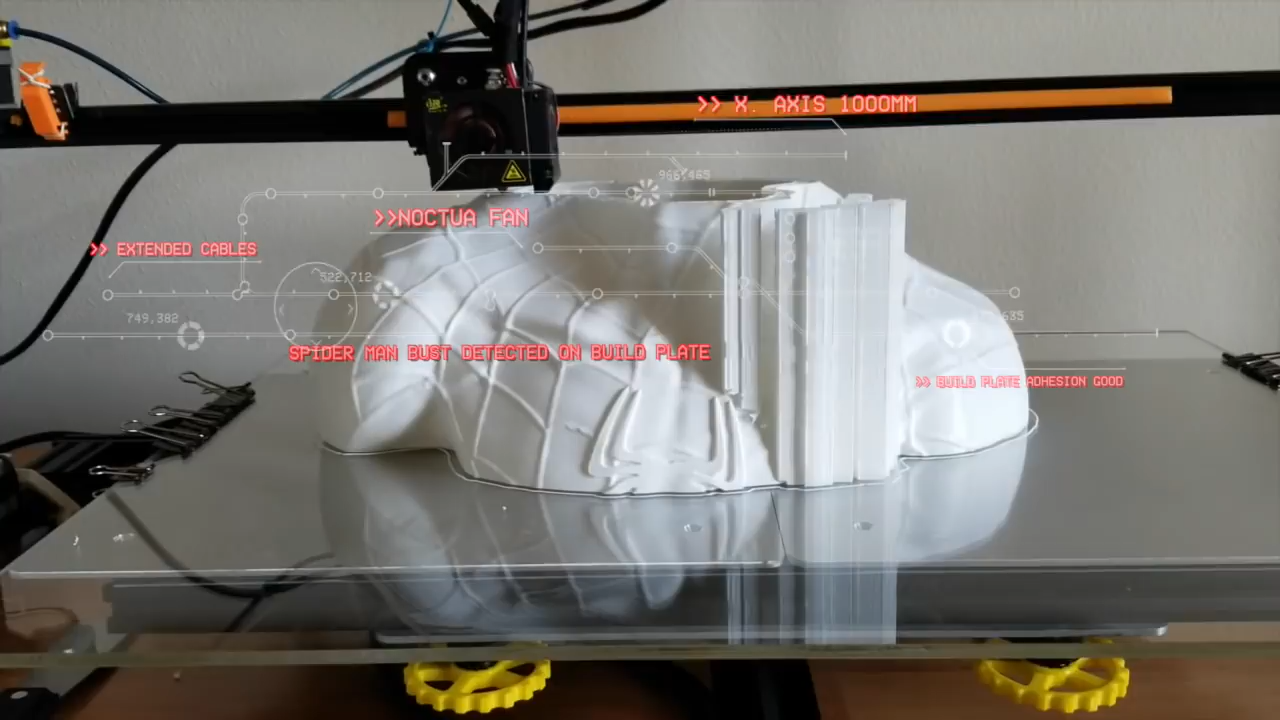 >> X. AXIS 1000MM
966,465
>>NOCTUA FAN
>> EXTENDED CABLES
522,712
749,382
SPIDER MAN BUST DETECTED ON BUILD PLATE
>> BUILD PLATE ADHESION GOOD